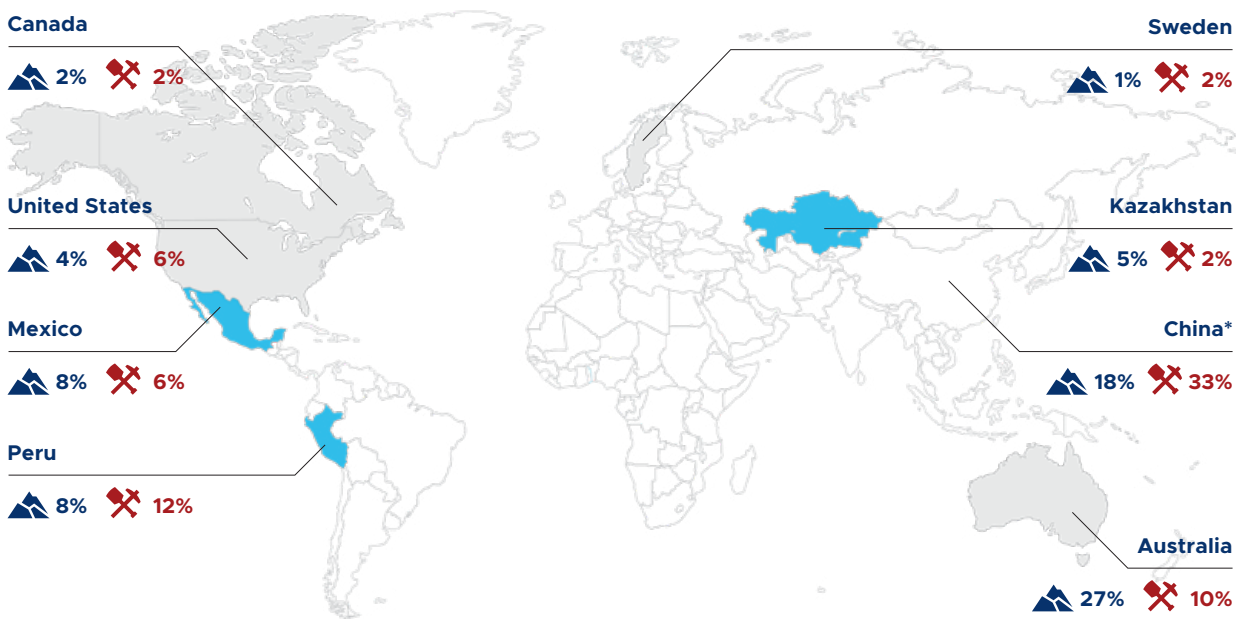 Canada
2% 2%
United States
4% 6%
Mexico
8% 6%
Peru
8% 12%
Sweden
1% 2%
Kazakhstan
5% 2%
China*
18% 33%
Australia
27% 10%